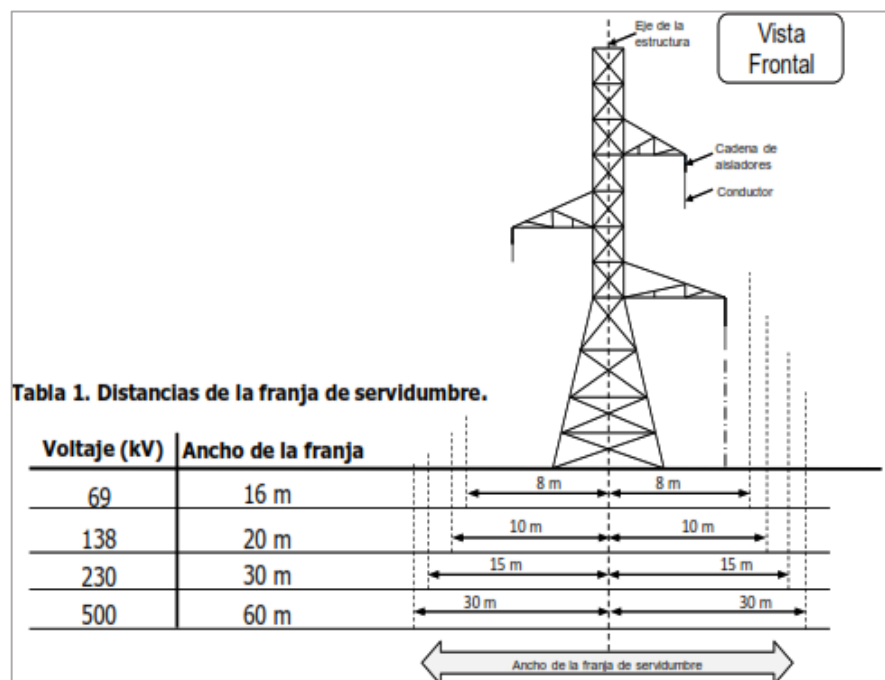 Eje de la
estructura
Vista
Frontal
Cadena de
aisladores
Conductor
Tabla 1. Distancias de la franja de servidumbre.
Voltaje (kV) Ancho de la franja
69 16 m 8 m 8 m
138 20 m 10 m 10 m
230 30 m 15 m 15 m
500 60 m 30 m 30 m
Ancho de la franja de servidumbre